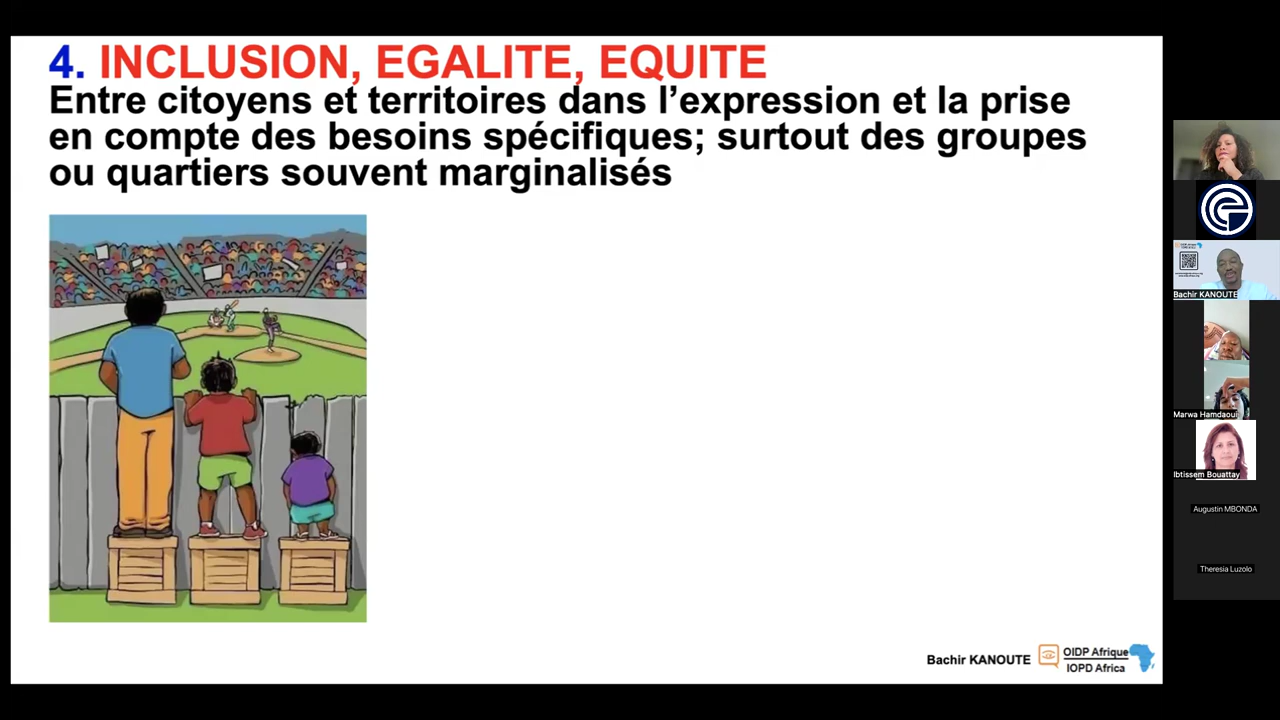 4. INCLUSION, EGALITE, EQUITE
Entre citoyens et territoires dans l’expression et la prise
en compte des besoins spécifiques; surtout des groupes
ou quartiers souvent marginalisés
Bachir KANOUTE
OIDP Afrique
IOPD Africa
Bachir KANOUTE
Marwa Hamdaoui
Ibtissem Bouattay
Augustin MBONDA
Theresia Luzolo